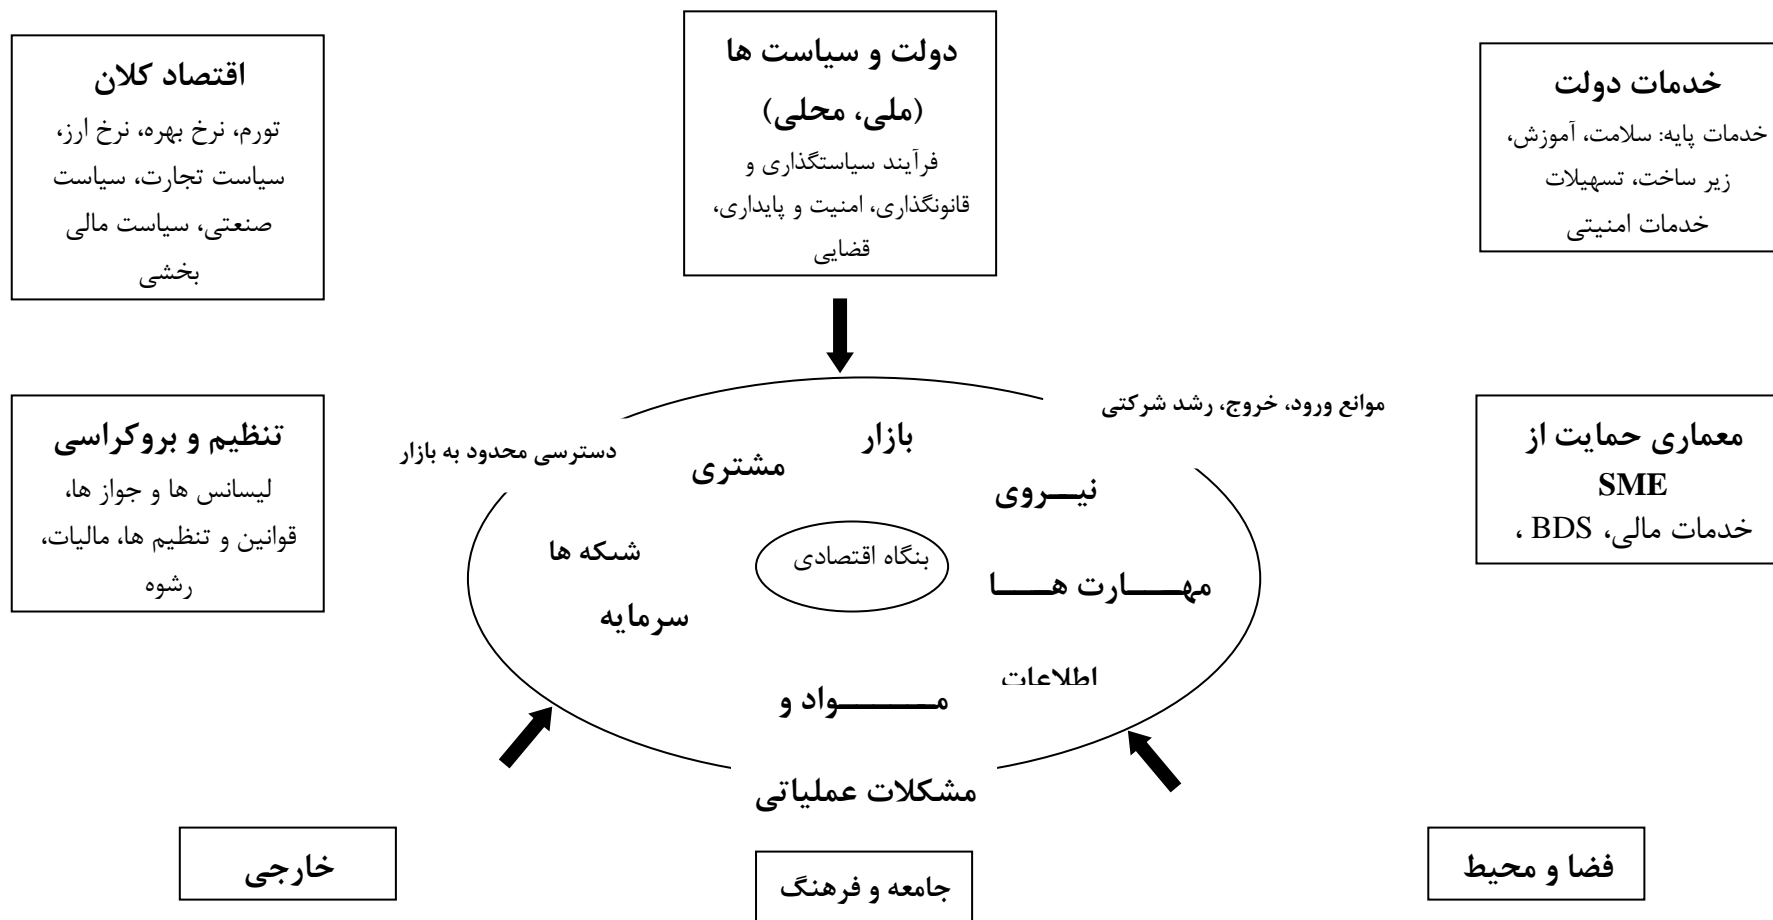 دولت و سیاست ها
(ملی، محلی)
فرآیند سیاستگذاری و
قانونگذاری، امنیت و پایداری،
قضایی
خدمات دولت
خدمات پایه: سلامت، آموزش،
زیر ساخت، تسهیلات
خدمات امنیتی
اقتصاد کلان
تورم، نرخ بهره، نرخ ارز،
سیاست تجارت، سیاست
صنعتی، سیاست مالی
بخشی
معماری حمایت از
SME
خدمات مالی، BDS ،
موانع ورود، خروج، رشد شرکتی
دسترسی محدود به بازار
تنظیم و بروکراسی
لیسانس ها و جواز ها،
قوانین و تنظیم ها، مالیات،
رشوه
بازار
مشتری
نیـــروی
شبکه ها
بنگاه اقتصادی
مهـــــارت هـــــا
سرمایه
اطلاعات
مـــــــــواد و
مشکلات عملیاتی
فضا و محیط
جامعه و فرهنگ
خارجی